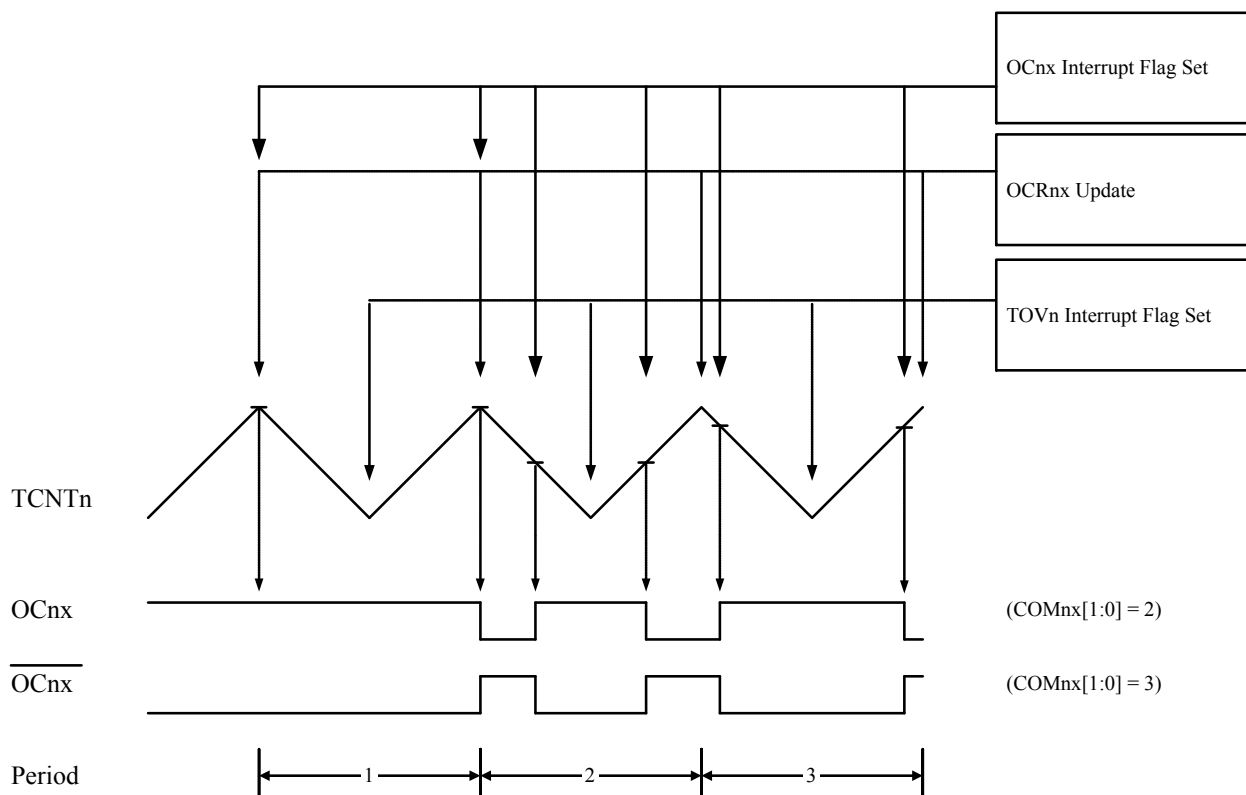 OCnx Interrupt Flag Set
OCRnx Update
TOVn Interrupt Flag Set
TCNTn
OCnx
(COMnx[1:0] = 2)
OCnx
(COMnx[1:0] = 3)
Period
1
2
3